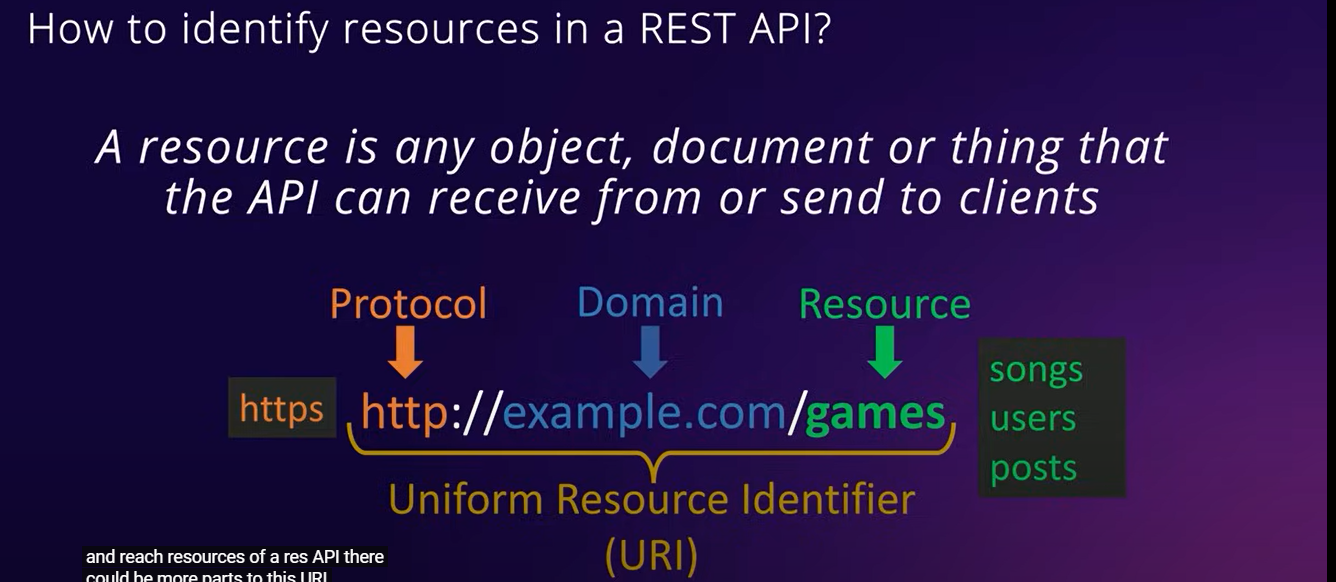 How to identify resources in a REST API?
A resource is any object, document or thing that
the API can receive from or send to clients
Protocol
Domain
Resource
https
http://example.com/games
songs
users
posts
Uniform Resource Identifier
(URI)
and reach resources of a res API there
could be more parts to this URI